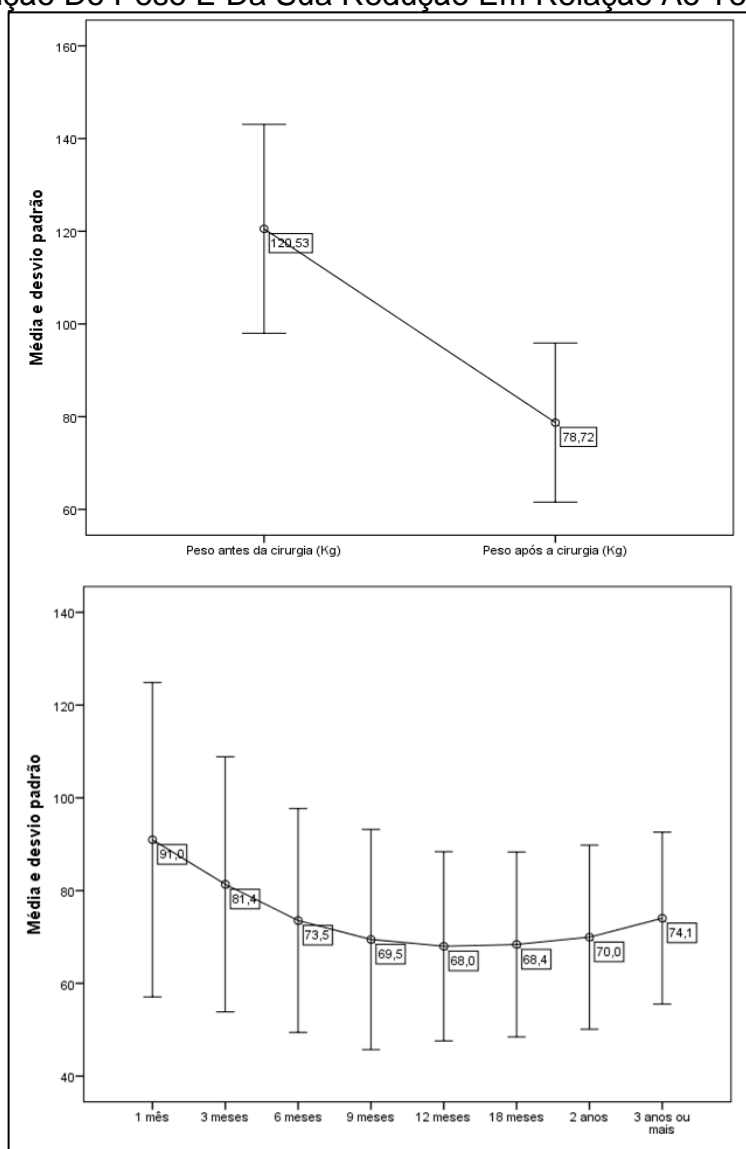 Do Peso E Da Sua Redução Em Relação Ao
160
140
120
100
80
60
Média e desvio padrão
120,53
78,72
Peso antes da cirurgia (Kg)
Peso após a cirurgia (Kg)
140
120
100
80
60
40
Média e desvio padrão
91,0
81,4
73,5
69,5
68,0
68,4
70,0
74,1
1 mês
3 meses
6 meses
9 meses
12 meses
18 meses
2 anos
3 anos ou
mais